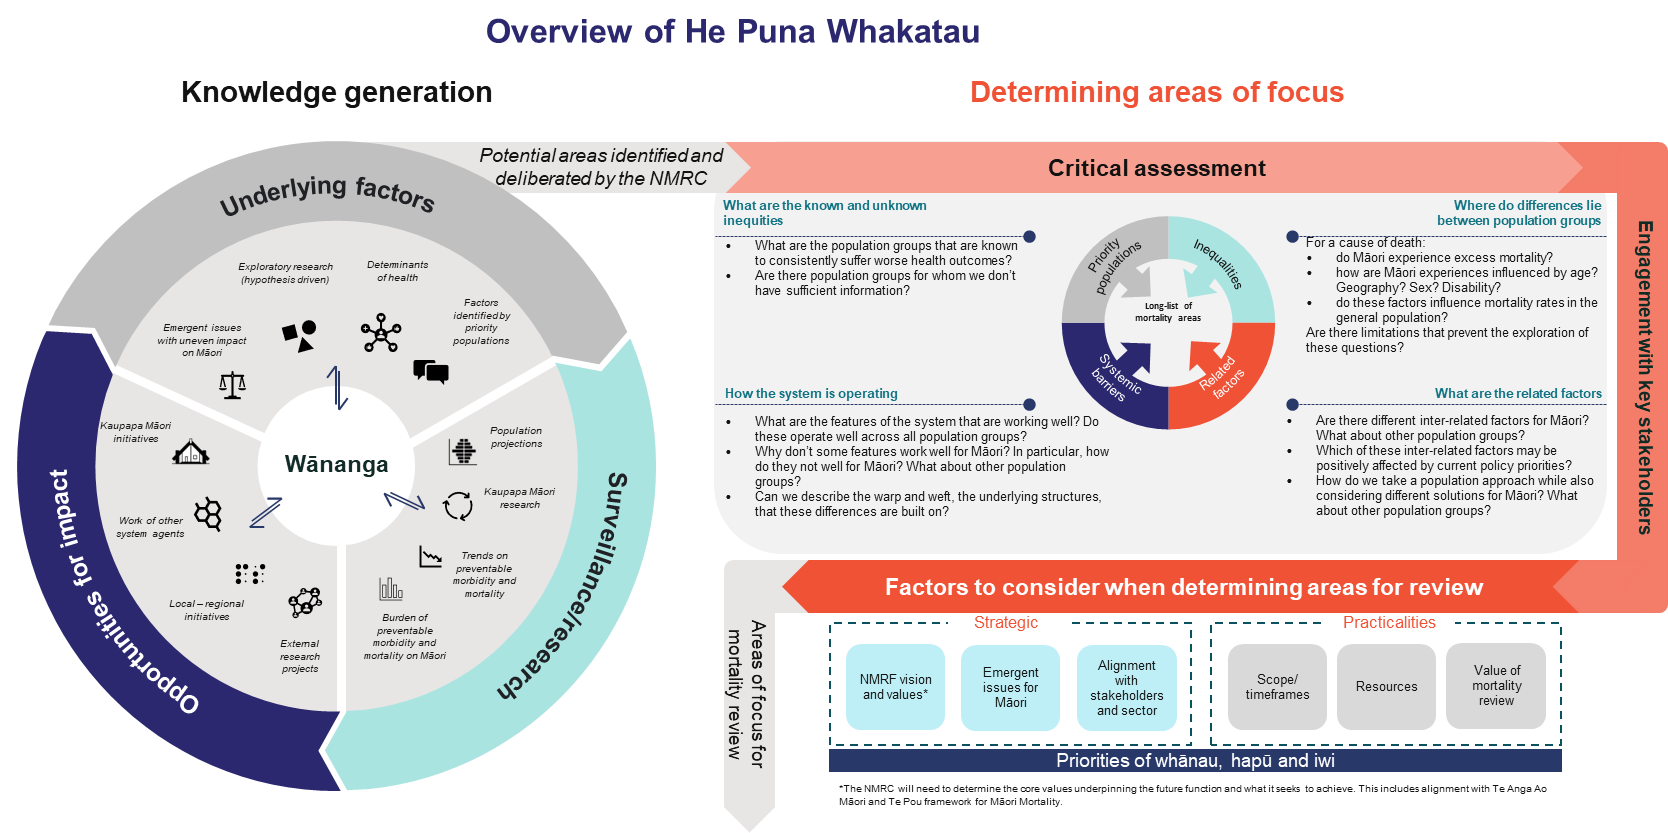 Overview of He Puna Whakatau
Knowledge generation
Underlying factors
Exploratory research
(hypothesis driven)
Determinants
of health
Factors
identified by
priority
populations
Emergent issues
with uneven impact
on Māori
Wānanga
Surveillance/research
Population
projections
Kaupapa Māori
research
Trends on
preventable
morbidity and
mortality
Burden of
preventable
morbidity and
mortality on Māori
Opportunities for impact
Kaupapa Māori
initiatives
Work of other
system agents
Local – regional
initiatives
External
research
projects
Determining areas of focus
Potential areas identified and
deliberated by the NMRC
Critical assessment
Engagement with key stakeholders
What are the known and unknown
inequities
• What are the population groups that are known
to consistently suffer worse health outcomes?
• Are there population groups for whom we don’t
have sufficient information?
Where do differences lie
between population groups
For a cause of death:
• do Māori experience excess mortality?
• how are Māori experiences influenced by age?
Geography? Sex? Disability?
• do these factors influence mortality rates in the
general population?
Are there limitations that prevent the exploration of
these questions?
Priority
populations
Inequalities
Long-list of
mortality areas
Systemic
barriers
Related
factors
How the system is operating
• What are the features of the system that are working well? Do
these operate well across all population groups?
• Why don’t some features work well for Māori? In particular, how
do they not well for Māori? What about other population
groups?
• Can we describe the warp and weft, the underlying structures,
that these differences are built on?
What are the related factors
• Are there different inter-related factors for Māori?
What about other population groups?
• Which of these inter-related factors may be
positively affected by current policy priorities?
• How do we take a population approach while also
considering different solutions for Māori? What
about other population groups?
Factors to consider when determining areas for review
Areas of focus for
mortality review
Strategic
NMRF vision
and values*
Emergent
issues for
Māori
Alignment
with
stakeholders
and sector
Practicalities
Scope/
timeframes
Resources
Value of
mortality
review
Priorities of whānau, hapū and iwi
*The NMRC will need to determine the core values underpinning the future function and what it seeks to achieve. This includes alignment with Te Anga Ao
Māori and Te Pou framework for Māori Mortality.